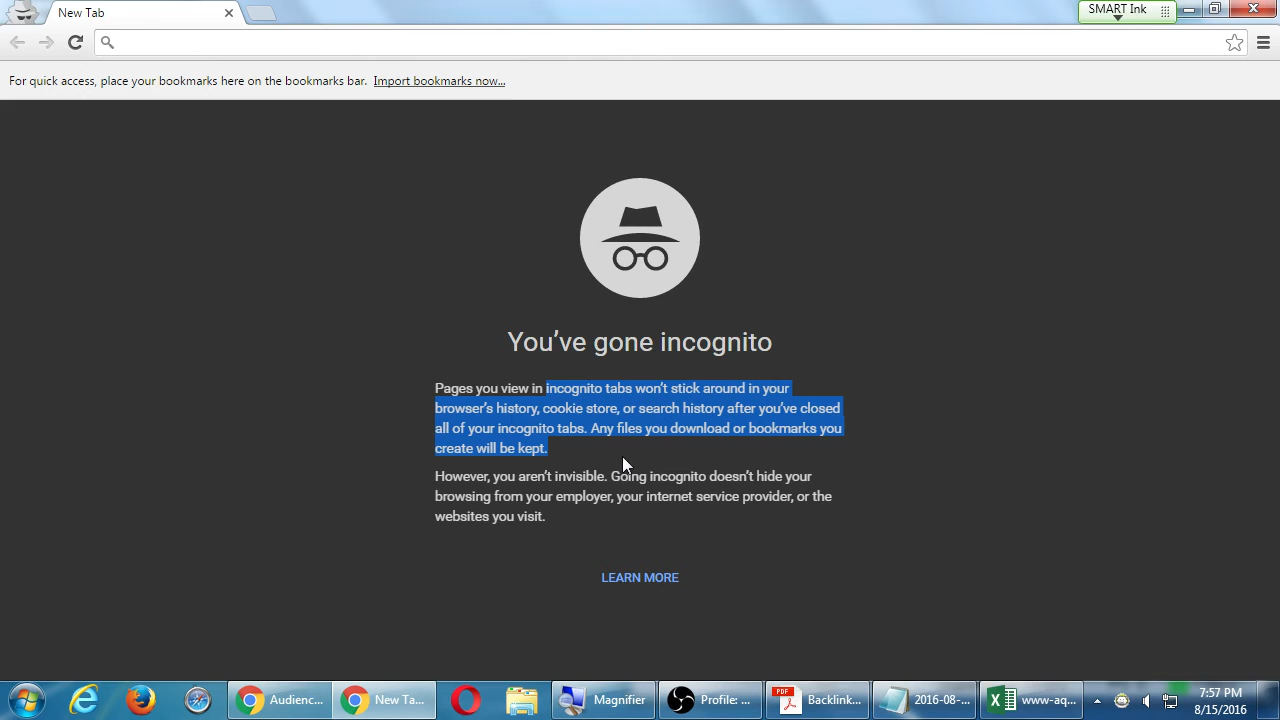 New Tab
SMART Ink
For quick access, place your bookmarks here on the bookmarks bar. Import bookmarks now...
You’ve gone incognito
Pages you view in incognito tabs won’t stick around in your
browser’s history, cookie store, or search history after you’ve closed
all of your incognito tabs. Any files you download or bookmarks you
create will be kept.
However, you aren’t invisible. Going incognito doesn’t hide your
browsing from your employer, your internet service provider, or the
websites you visit.
LEARN MORE
Audienc... New Ta... Magnifier Profile: ... PDF Backlink... 2016-08-... www-aq... 7:57 PM
8/15/2016